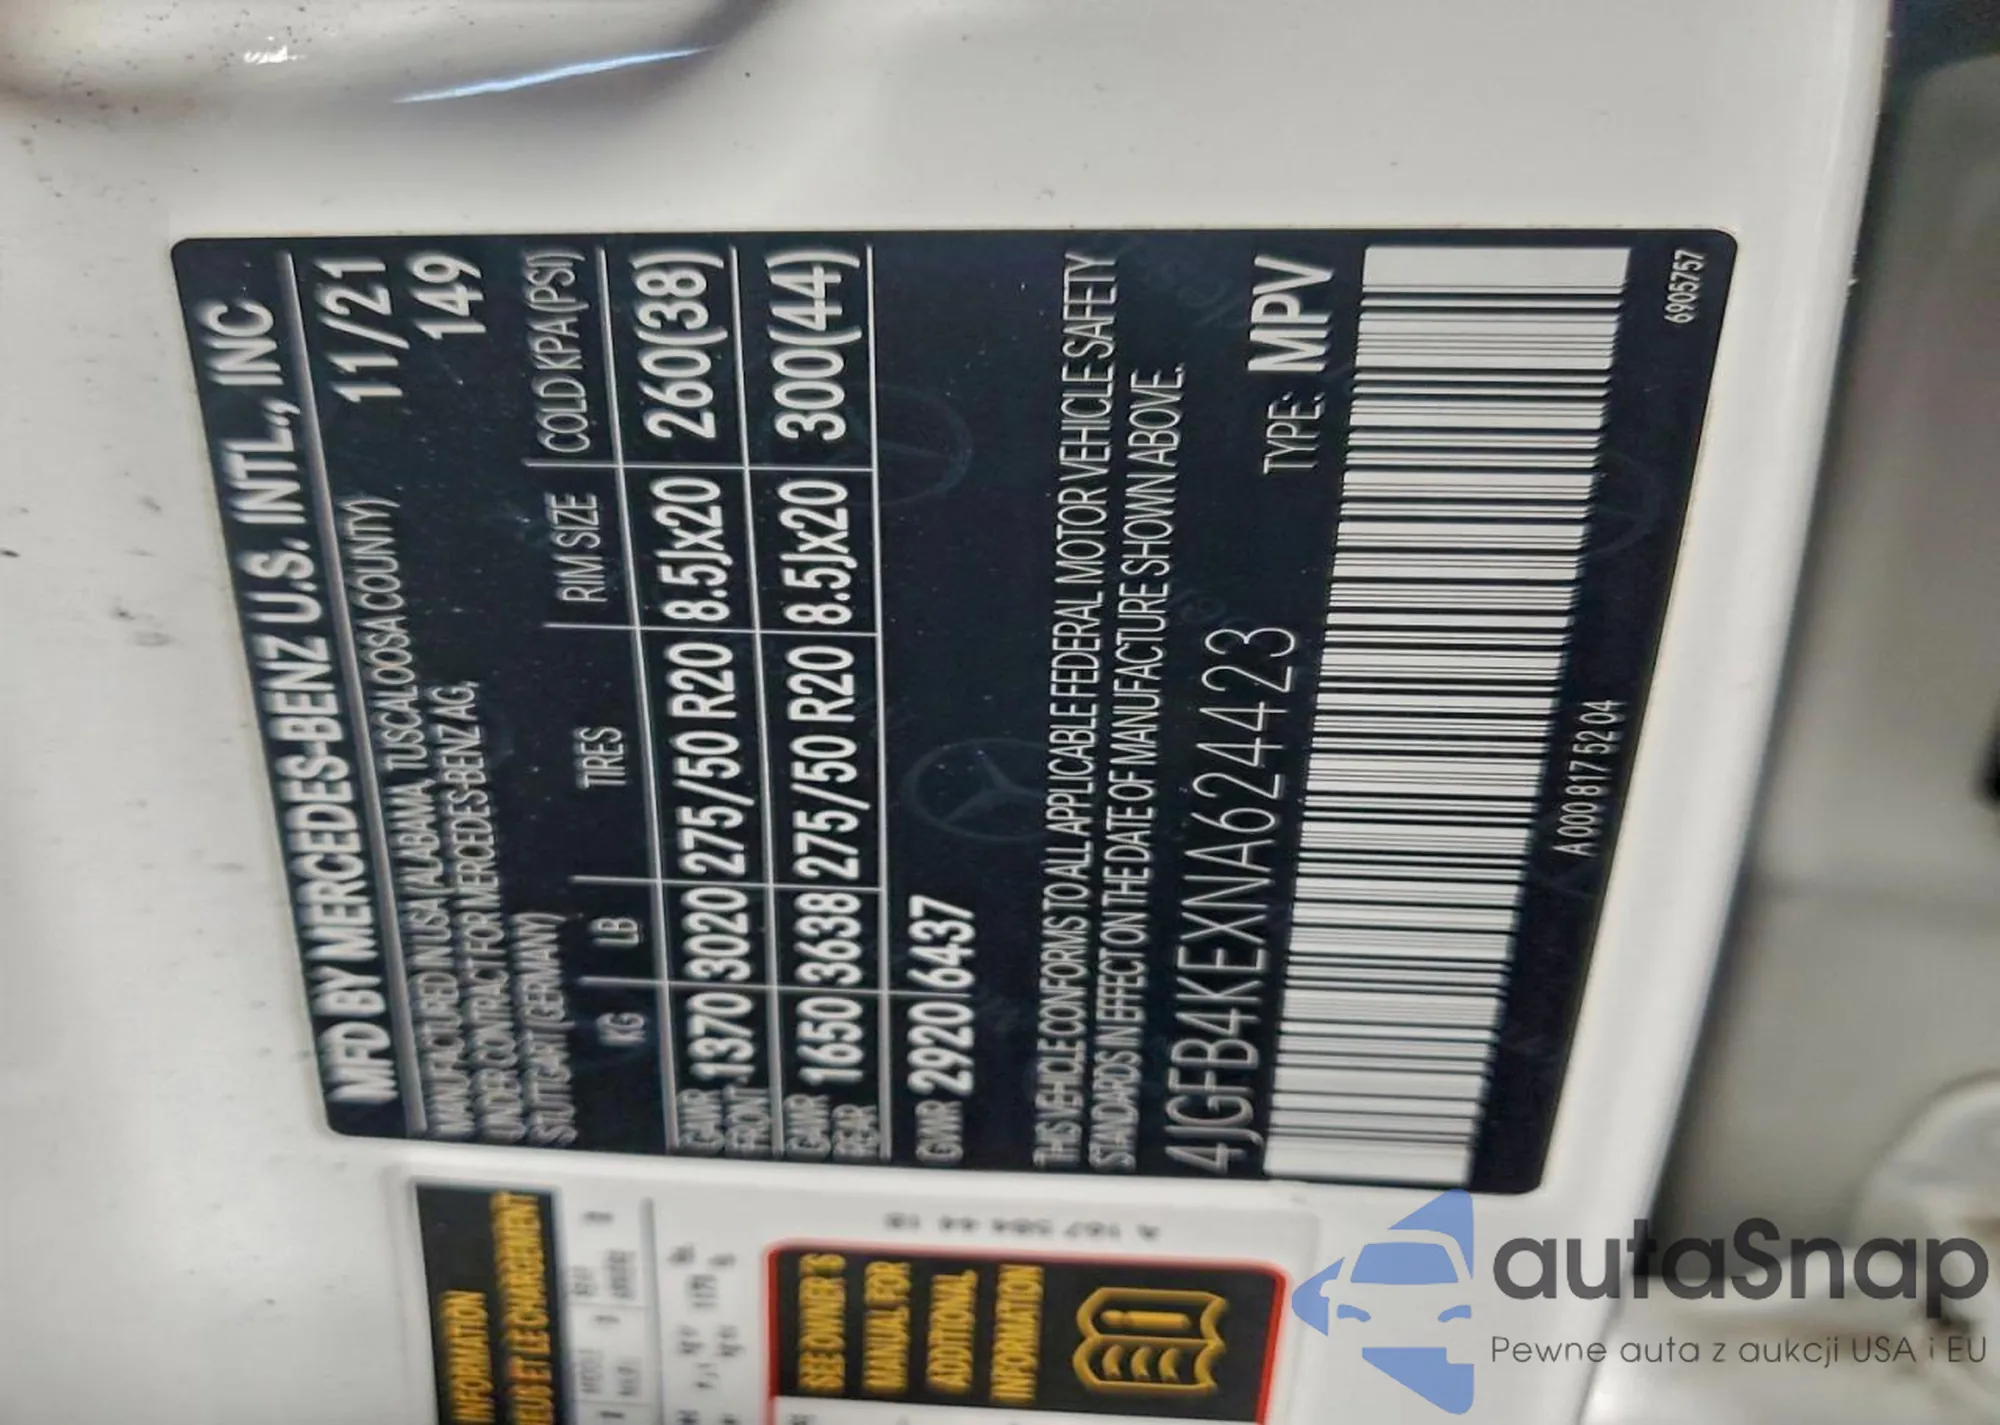 MFD BY MERCEDES-BENZ U.S. INTL., INC
MANUFACTURED IN USA (ALABAMA, TUSCALOOSA COUNTY) 11/21
UNDER CONTRACT FOR MERCEDES-BENZ AG, 149
STUTTGART (GERMANY)
KG LB TIRES RIM SIZE COLD KPA (PSI)
GAWR FRONT 1370 3020 275/50 R20 8.5Jx20 260(38)
GAWR REAR 1650 3638 275/50 R20 8.5Jx20 300(44)
GVWR 2920 6437
THIS VEHICLE CONFORMS TO ALL APPLICABLE FEDERAL MOTOR VEHICLE SAFETY
STANDARDS IN EFFECT ON THE DATE OF MANUFACTURE SHOWN ABOVE.
4JGFB4KEXNA624423 TYPE: MPV
A 000 817 52 04
6905757
INFORMATION
ET LE CHARGEMENT
SEE OWNER'S
MANUAL FOR
ADDITIONAL
INFORMATION
autaSnap
Pewne auta z aukcji USA i EU